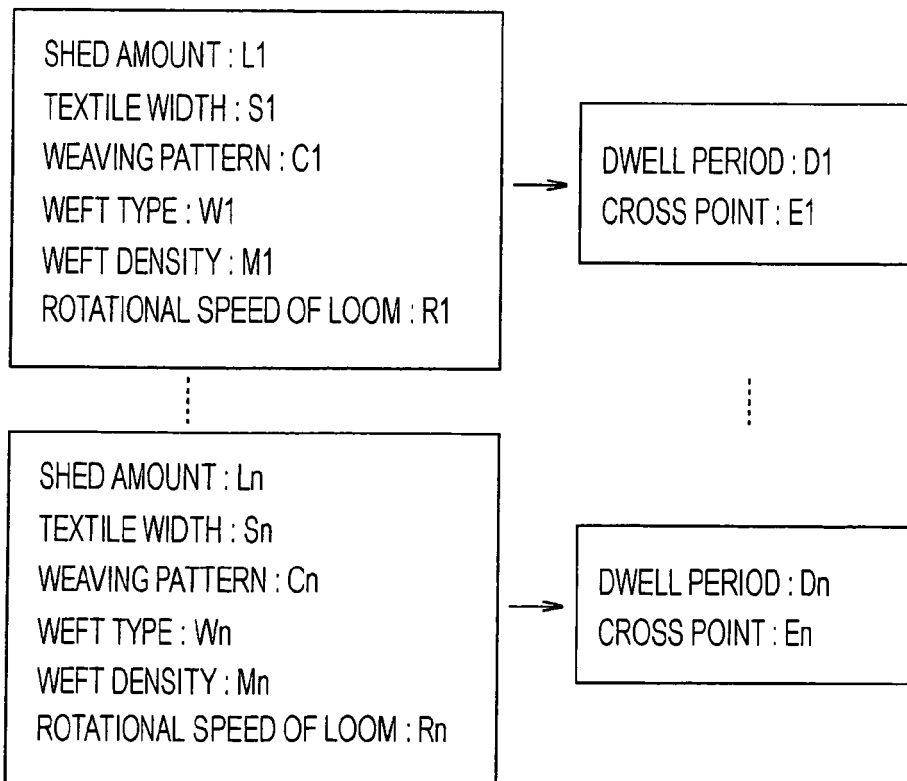 SHED AMOUNT : L1
TEXTILE WIDTH : S1
WEAVING PATTERN : C1
WEFT TYPE : W1
WEFT DENSITY : M1
ROTATIONAL SPEED OF LOOM : R1
DWELL PERIOD : D1
CROSS POINT : E1
SHED AMOUNT : Ln
TEXTILE WIDTH : Sn
WEAVING PATTERN : Cn
WEFT TYPE : Wn
WEFT DENSITY : Mn
ROTATIONAL SPEED OF LOOM : Rn
DWELL PERIOD : Dn
CROSS POINT : En